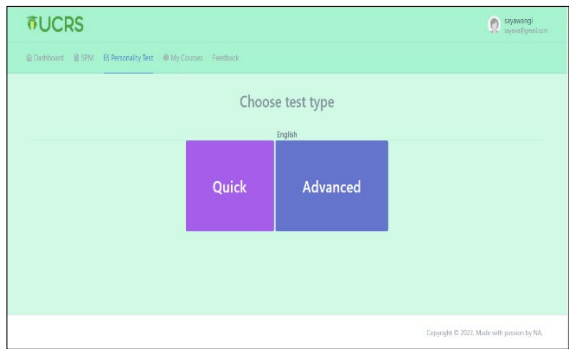 UCRS
sayawangi
Dashboard SPM Personality Test My Courses Feedback
Choose test type
English
Quick Advanced
Copyright © 2022. Made with passion by NA.